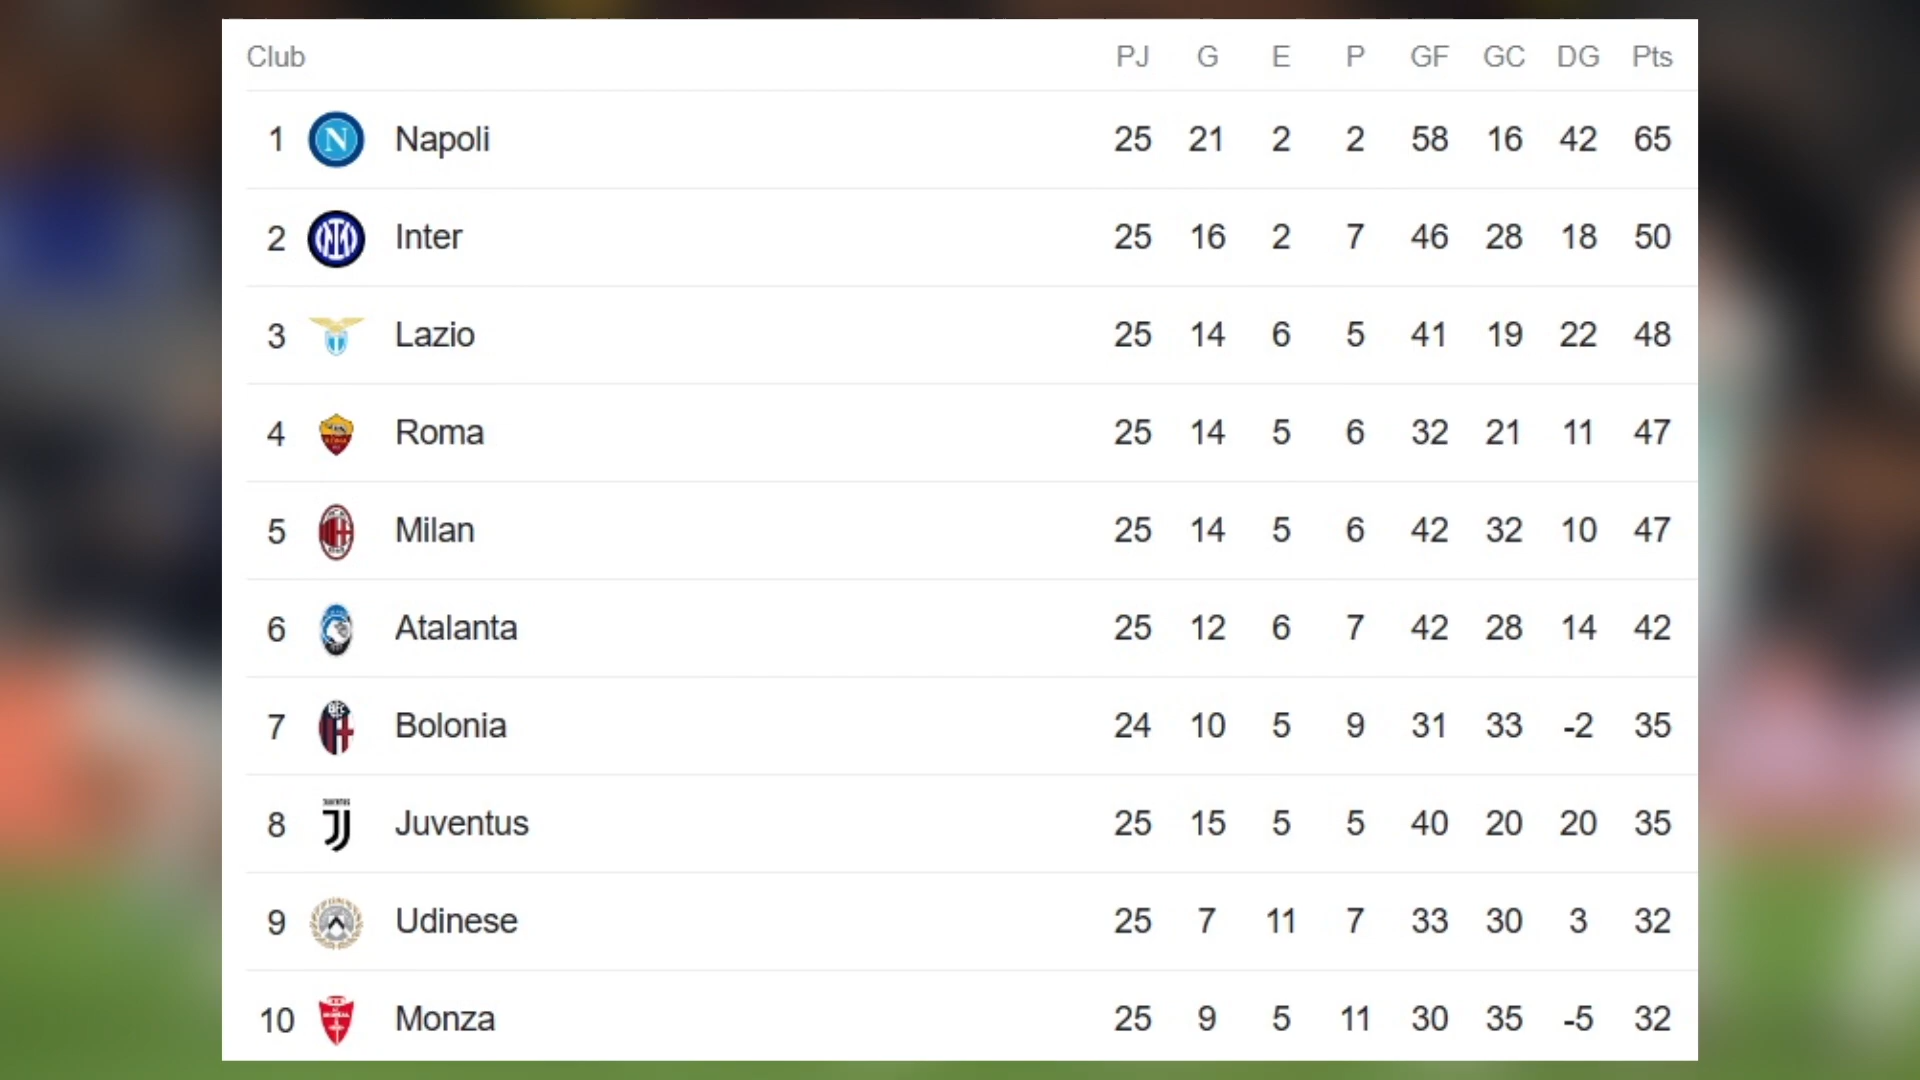 Club PJ G E P GF GC DG Pts
1 Napoli 25 21 2 2 58 16 42 65
2 Inter 25 16 2 7 46 28 18 50
3 Lazio 25 14 6 5 41 19 22 48
4 Roma 25 14 5 6 32 21 11 47
5 Milan 25 14 5 6 42 32 10 47
6 Atalanta 25 12 6 7 42 28 14 42
7 Bolonia 24 10 5 9 31 33 -2 35
8 Juventus 25 15 5 5 40 20 20 35
9 Udinese 25 7 11 7 33 30 3 32
10 Monza 25 9 5 11 30 35 -5 32